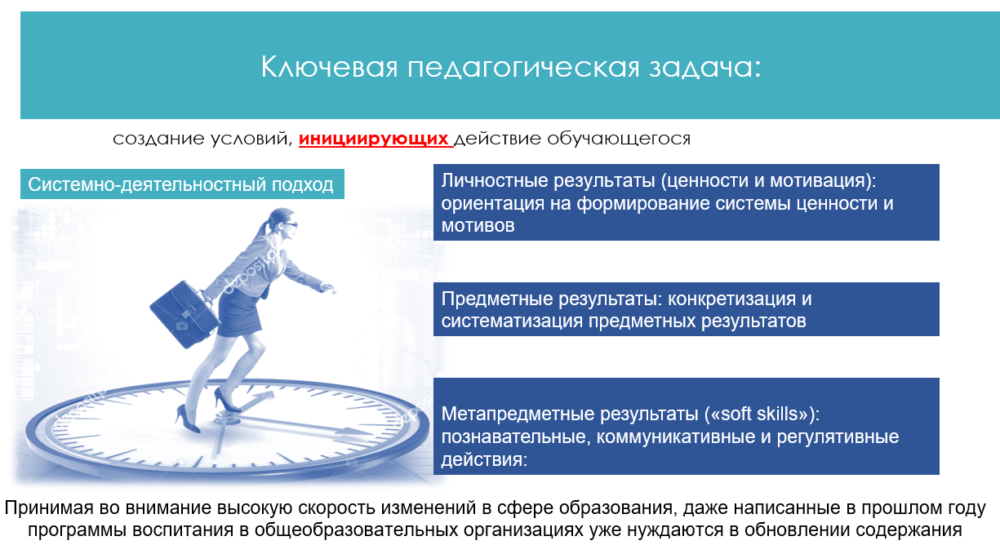 Ключевая педагогическая задача:
создание условий, инициирующих действие обучающегося
Системно-деятельностный подход
Личностные результаты (ценности и мотивация):
ориентация на формирование системы ценности и
мотивов
Предметные результаты: конкретизация и
систематизация предметных результатов
Метапредметные результаты («soft skills»):
познавательные, коммуникативные и регулятивные
действия:
Принимая во внимание высокую скорость изменений в сфере образования, даже написанные в прошлом году
программы воспитания в общеобразовательных организациях уже нуждаются в обновлении содержания